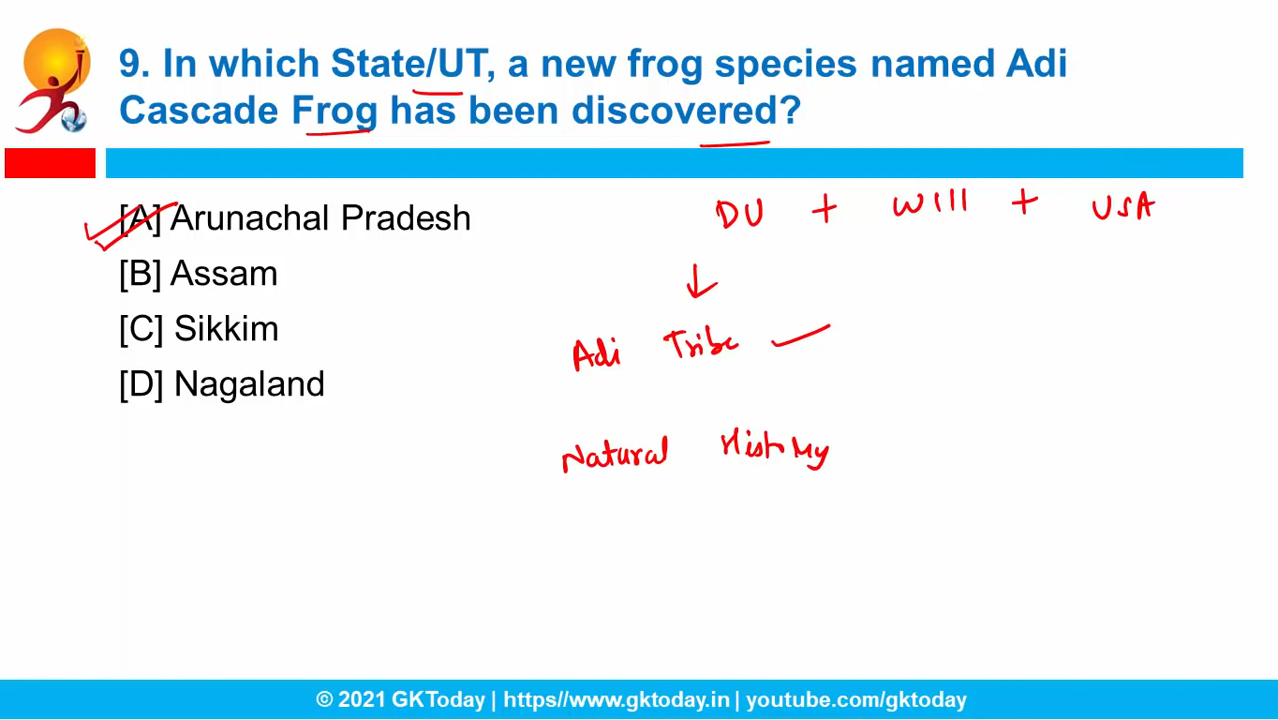 9. In which State/UT, a new frog species named Adi
Cascade Frog has been discovered?
[A] Arunachal Pradesh
[B] Assam
[C] Sikkim
[D] Nagaland
DU + Will + USA
Adi Tribe
Natural History
© 2021 GKToday | https//www.gktoday.in | youtube.com/gktoday